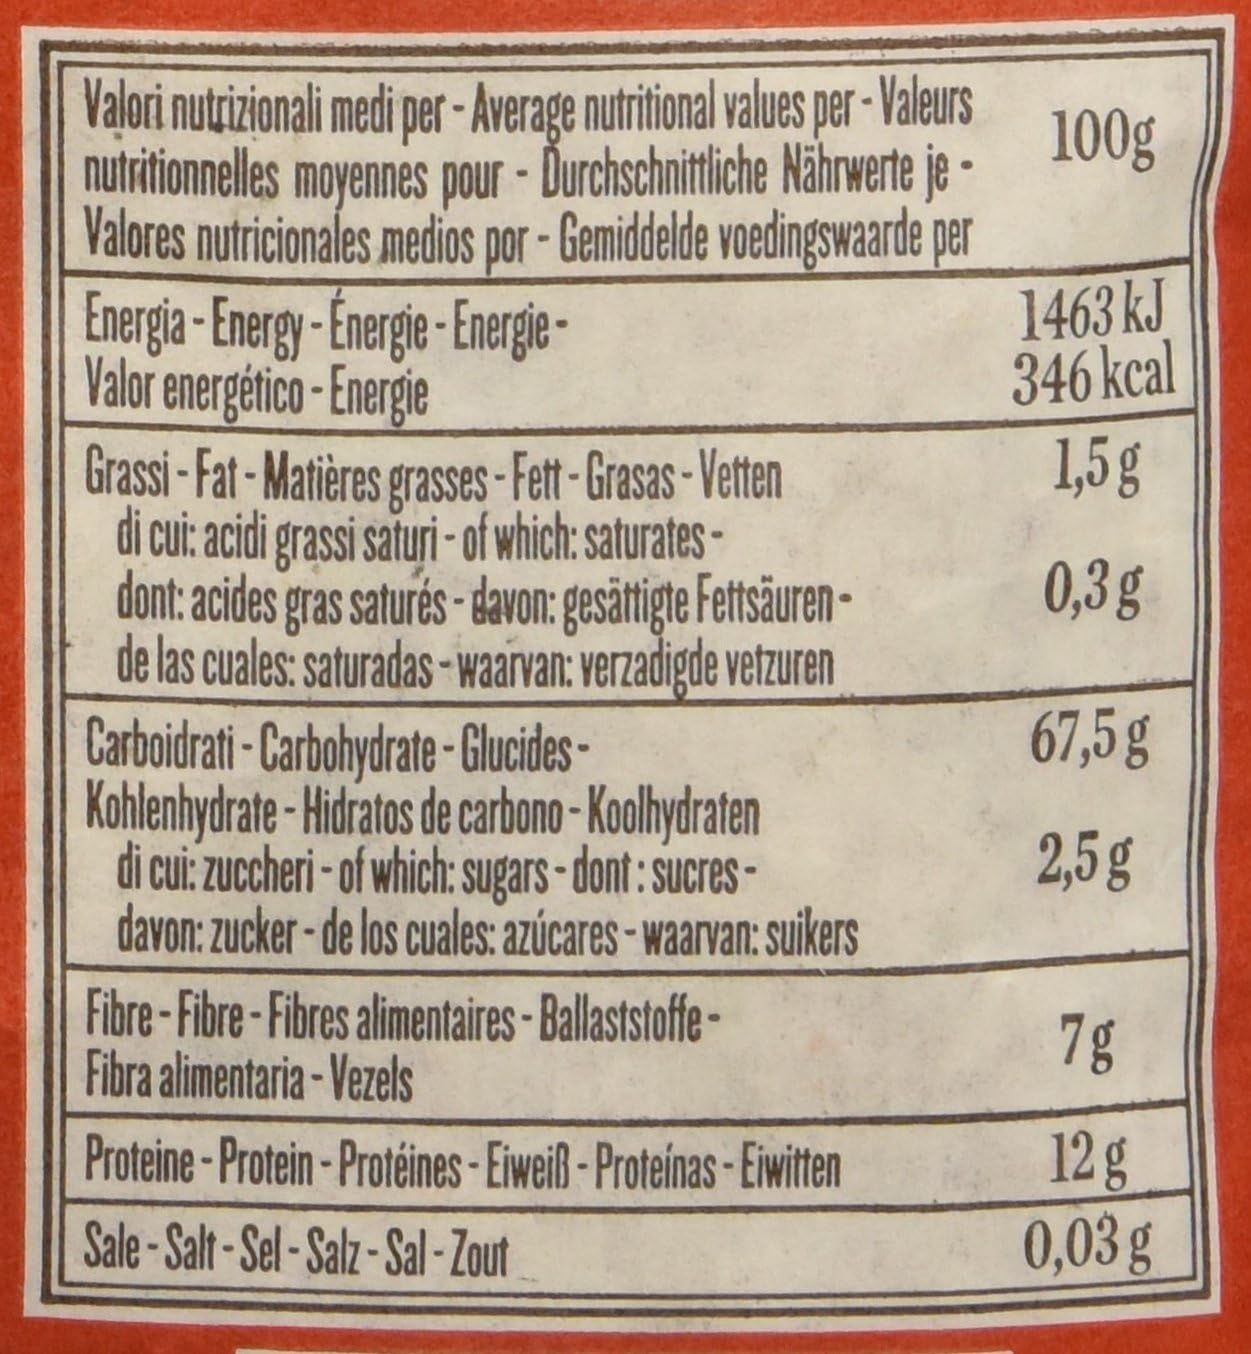 Valori nutrizionali medi per - Average nutritional values per - Valeurs
nutritionnelles moyennes pour - Durchschnittliche Nährwerte je -
Valores nutricionales medios por - Gemiddelde voedingswaarde per
100g
Energia - Energy - Énergie - Energie -
Valor energético - Energie
1463 kJ
346 kcal
Grassi - Fat - Matières grasses - Fett - Grasas - Vetten
1,5 g
di cui: acidi grassi saturi - of which: saturates -
dont: acides gras saturés - davon: gesättigte Fettsäuren -
de las cuales: saturadas - waarvan: verzadigde vetzuren
0,3 g
Carboidrati - Carbohydrate - Glucides -
Kohlenhydrate - Hidratos de carbono - Koolhydraten
67,5 g
di cui: zuccheri - of which: sugars - dont : sucres -
davon: zucker - de los cuales: azúcares - waarvan: suikers
2,5 g
Fibre - Fibre - Fibres alimentaires - Ballaststoffe -
Fibra alimentaria - Vezels
7 g
Proteine - Protein - Protéines - Eiweiß - Proteínas - Eiwitten
12 g
Sale - Salt - Sel - Salz - Sal - Zout
0,03 g